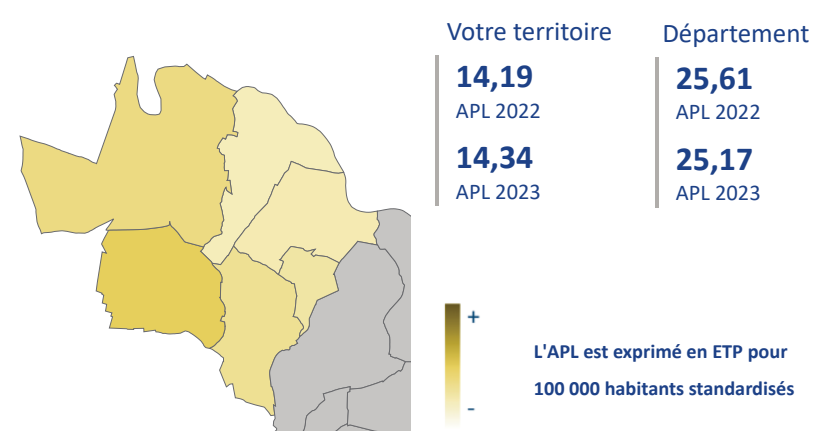 Votre territoire
14,19
APL 2022
14,34
APL 2023
Département
25,61
APL 2022
25,17
APL 2023
+
-
L'APL est exprimé en ETP pour
100 000 habitants standardisés